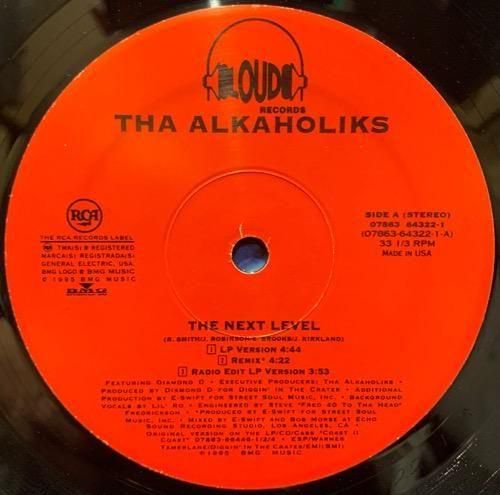 LOUD
RECORDS
THA ALKAHOLIKS
RCA
THE RCA RECORDS LABEL
TMK(S) ® REGISTERED
MARCA(S) REGISTRADA(S)
GENERAL ELECTRIC, USA.
BMG LOGO ® BMG MUSIC
© 1995 BMG MUSIC
BMG
SIDE A (STEREO)
07863 64322-1
(07863-64322-1-A)
33 1/3 RPM
MADE IN USA
THE NEXT LEVEL
(R. SMITH/J. ROBINSON/E. BROOKS/J. KIRKLAND)
1 LP VERSION 4:44
2 REMIX* 4:22
3 RADIO EDIT LP VERSION 3:53
FEATURING DIAMOND D • EXECUTIVE PRODUCERS: THA ALKAHOLIKS •
PRODUCED BY DIAMOND D FOR DIGGIN' IN THE CRATER • ADDITIONAL
PRODUCTION BY E-SWIFT FOR STREET SOUL MUSIC, INC. • BACKGROUND
VOCALS BY LIL' RO • ENGINEERED BY STEVE "FRED 40 TO THA HEAD"
FREDRICKSON • *PRODUCED BY E-SWIFT FOR STREET SOUL
MUSIC, INC. • MIXED BY E-SWIFT AND BOB MORSE AT ECHO
SOUND RECORDING STUDIO, LOS ANGELES, CA •
ORIGINAL VERSION ON THE LP/CD/CASS "COAST II
COAST" 07863-66446-1/2/4 • ESP/WARNER
TAMERLANE/DIGGIN' IN THE CRATES/EMI(BMI)
© 1995 BMG MUSIC